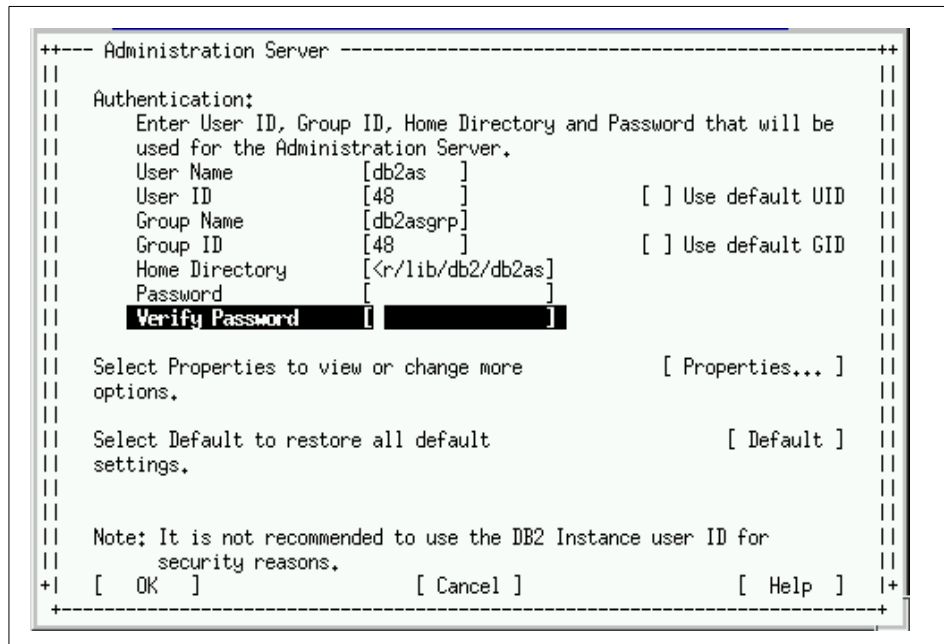 ++--- Administration Server --------------------------------------------------++
|| ||
|| Authentication: ||
|| Enter User ID, Group ID, Home Directory and Password that will be ||
|| used for the Administration Server. ||
|| User Name [db2as ] ||
|| User ID [48 ] [ ] Use default UID ||
|| Group Name [db2asgrp] ||
|| Group ID [48 ] [ ] Use default GID ||
|| Home Directory [<r/lib/db2/db2as] ||
|| Password [ ] ||
|| Verify Password [ ] ||
|| ||
|| Select Properties to view or change more [ Properties... ] ||
|| options. ||
|| ||
|| Select Default to restore all default [ Default ] ||
|| settings. ||
|| ||
|| ||
|| Note: It is not recommended to use the DB2 Instance user ID for ||
|| security reasons. ||
+| [ OK ] [ Cancel ] [ Help ] |+
+----------------------------------------------------------------------------+